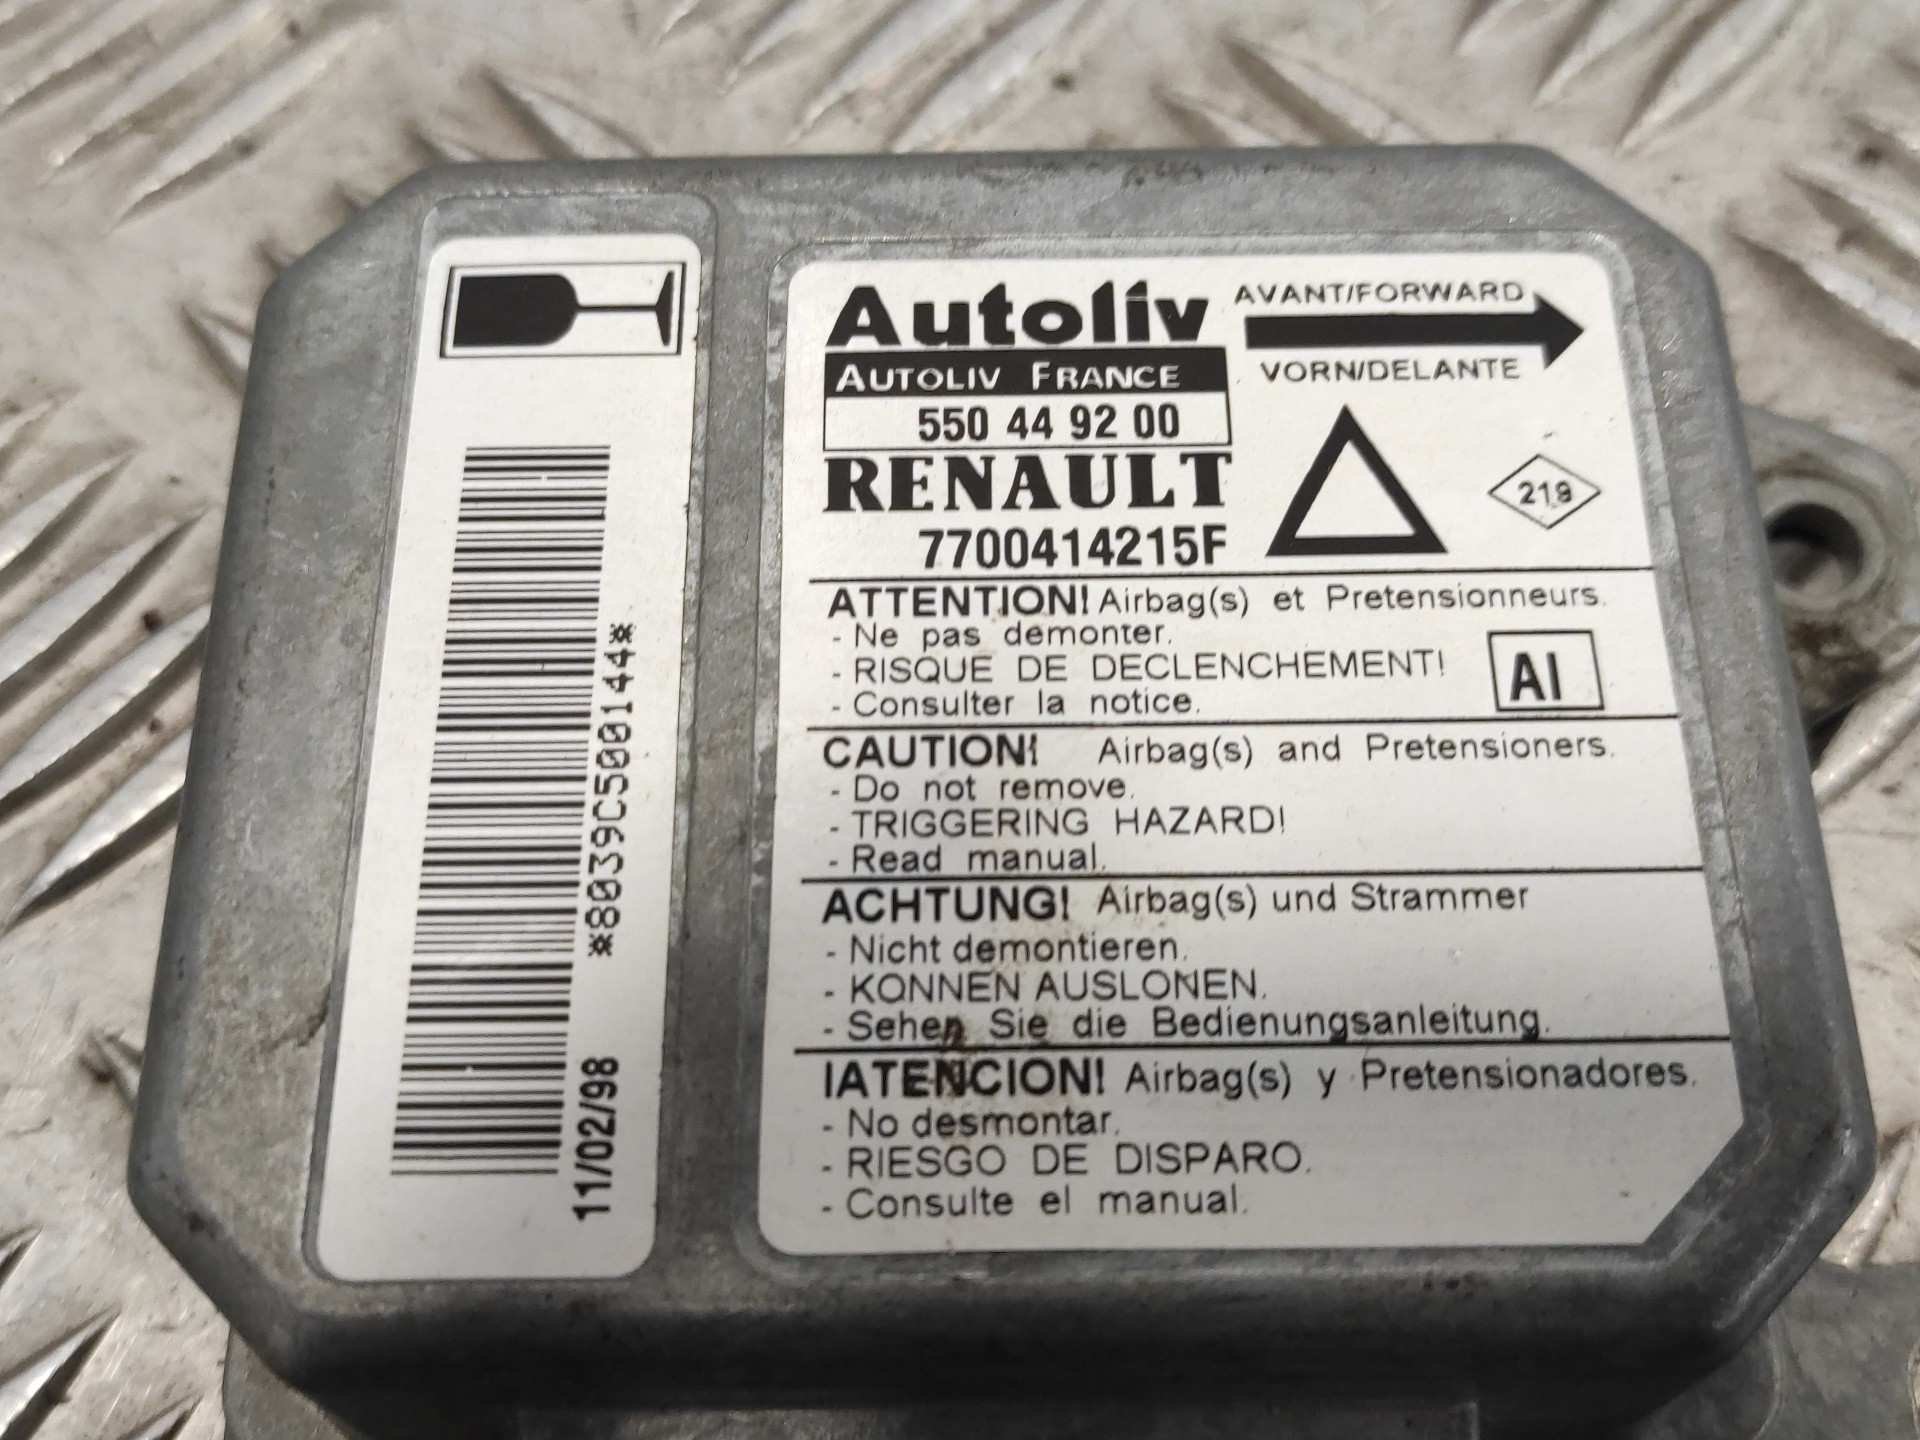 Autoliv
AUTOLIV FRANCE
550 44 92 00
RENAULT
7700414215F
AVANT/FORWARD
VORN/DELANTE
219
ATTENTION! Airbag(s) et Pretensionneurs.
- Ne pas demonter.
- RISQUE DE DECLENCHEMENT!
- Consulter la notice.
AI
CAUTION! Airbag(s) and Pretensioners.
- Do not remove.
- TRIGGERING HAZARD!
- Read manual.
ACHTUNG! Airbag(s) und Strammer
- Nicht demontieren.
- KONNEN AUSLONEN.
- Sehen Sie die Bedienungsanleitung.
!ATENCION! Airbag(s) y Pretensionadores.
- No desmontar.
- RIESGO DE DISPARO.
- Consulte el manual.
*8039C500144*
11/02/98